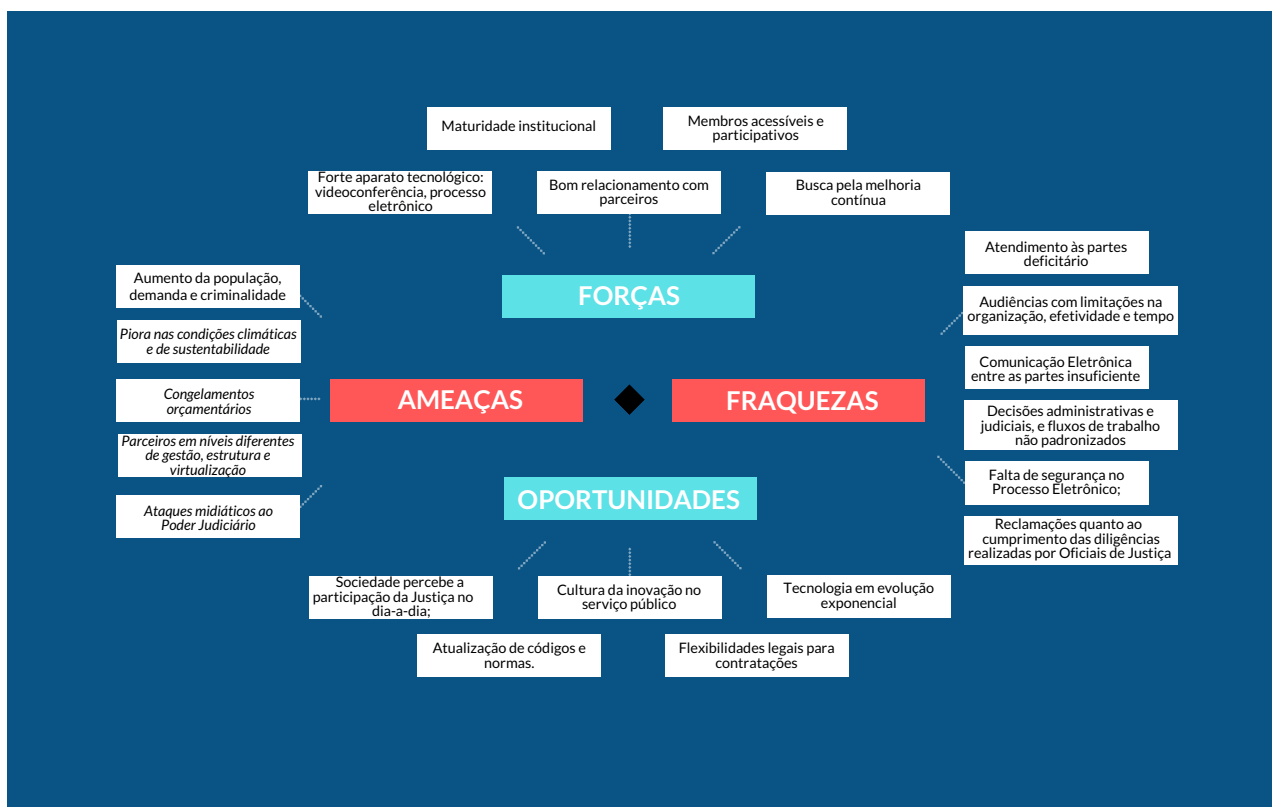 Maturidade institucional
Membros acessíveis e
participativos
Forte aparato tecnológico:
videoconferência, processo
eletrônico
Bom relacionamento com
parceiros
Busca pela melhoria
contínua
FORÇAS
Aumento da população,
demanda e criminalidade
Piora nas condições climáticas
e de sustentabilidade
Congelamentos
orçamentários
Parceiros em níveis diferentes
de gestão, estrutura e
virtualização
Ataques midiáticos ao
Poder Judiciário
AMEAÇAS
FRAQUEZAS
Atendimento às partes
deficitário
Audiências com limitações na
organização, efetividade e tempo
Comunicação Eletrônica
entre as partes insuficiente
Decisões administrativas e
judiciais, e fluxos de trabalho
não padronizados
Falta de segurança no
Processo Eletrônico;
Reclamações quanto ao
cumprimento das diligências
realizadas por Oficiais de Justiça
OPORTUNIDADES
Sociedade percebe a
participação da Justiça no
dia-a-dia;
Cultura da inovação no
serviço público
Tecnologia em evolução
exponencial
Atualização de códigos e
normas.
Flexibilidades legais para
contratações